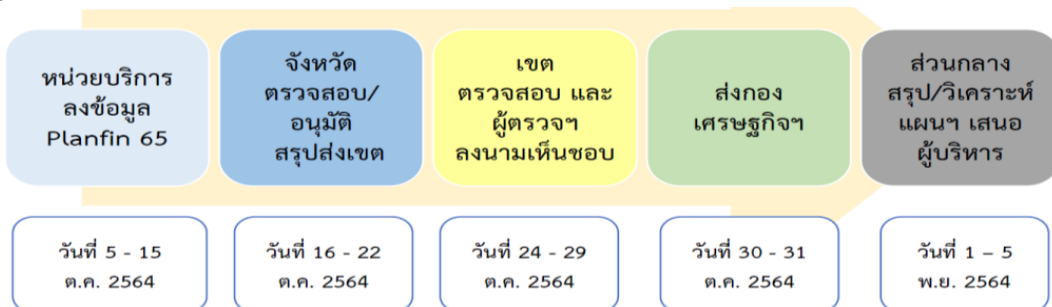 หน่วยบริการ
ลงข้อมูล
Planfin 65
จังหวัด
ตรวจสอบ/
อนุมัติ
สรุปส่งเขต
เขต
ตรวจสอบ และ
ผู้ตรวจฯ
ลงนามเห็นชอบ
ส่งกอง
เศรษฐกิจฯ
ส่วนกลาง
สรุป/วิเคราะห์
แผนฯ เสนอ
ผู้บริหาร
วันที่ 5 - 15
ต.ค. 2564
วันที่ 16 - 22
ต.ค. 2564
วันที่ 24 - 29
ต.ค. 2564
วันที่ 30 - 31
ต.ค. 2564
วันที่ 1 – 5
พ.ย. 2564